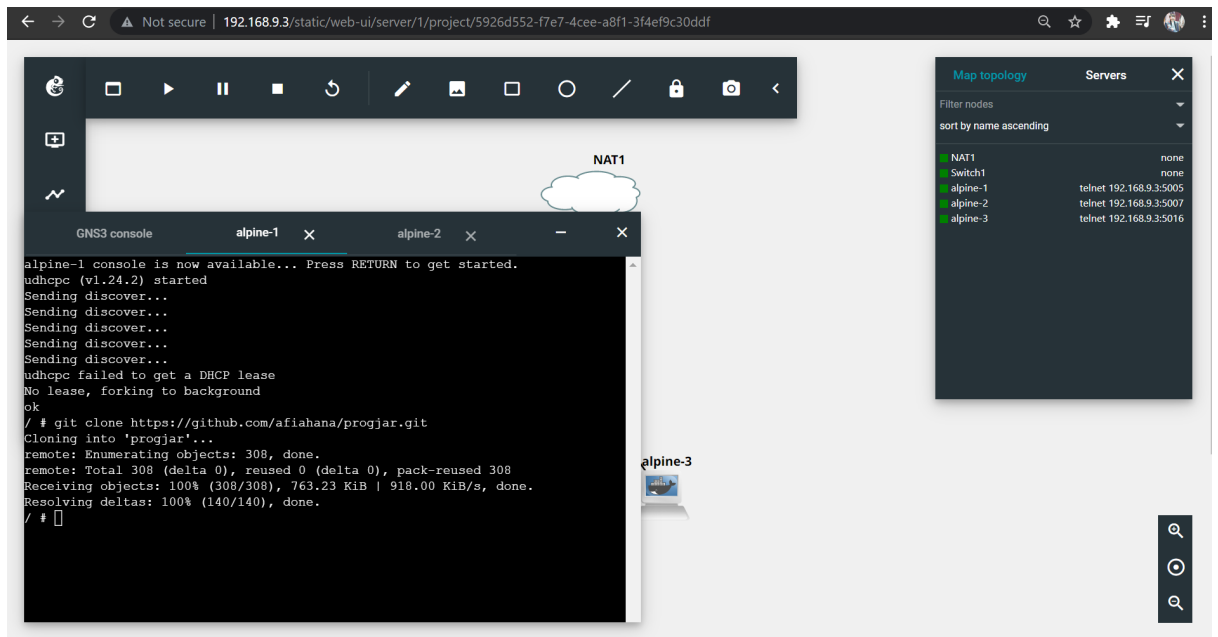 Not secure | 192.168.9.3/static/web-ui/server/1/project/5926d552-f7e7-4cee-a8f1-3f4ef9c30ddf
Map topology Servers
Filter nodes
sort by name ascending
NAT1 none
Switch1 none
alpine-1 telnet 192.168.9.3:5005
alpine-2 telnet 192.168.9.3:5007
alpine-3 telnet 192.168.9.3:5016
NAT1
GNS3 console alpine-1 alpine-2
alpine-1 console is now available... Press RETURN to get started.
udhcpc (v1.24.2) started
Sending discover...
Sending discover...
Sending discover...
Sending discover...
Sending discover...
udhcpc failed to get a DHCP lease
No lease, forking to background
ok
/ # git clone https://github.com/afiahana/progjar.git
Cloning into 'progjar'...
remote: Enumerating objects: 308, done.
remote: Total 308 (delta 0), reused 0 (delta 0), pack-reused 308
Receiving objects: 100% (308/308), 763.23 KiB | 918.00 KiB/s, done.
Resolving deltas: 100% (140/140), done.
/ #
alpine-3